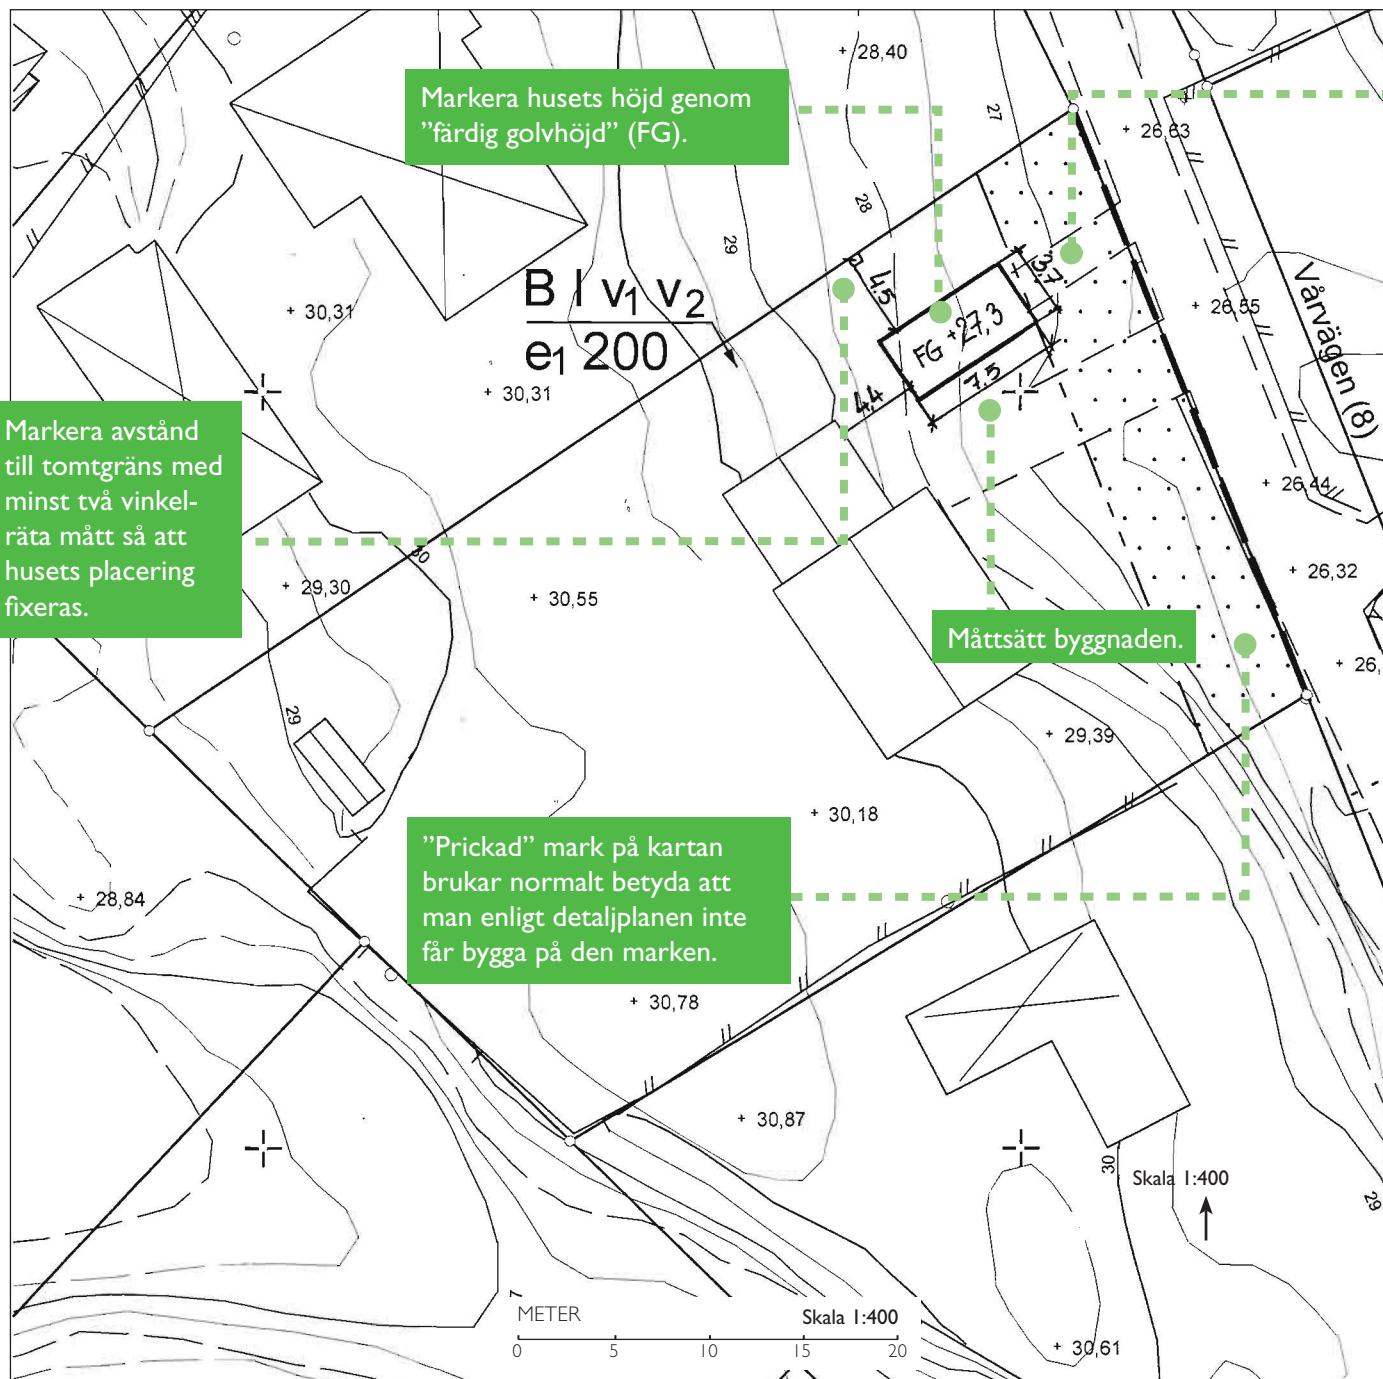 28,40
Markera husets höjd genom
”färdig golvhöjd” (FG).
27
26,63
28
29
3.7
4.5
B I v1 v2
e1 200
30,31
FG +27,3
26,55
Vårvägen (8)
7.5
30,31
4.4
Markera avstånd
till tomtgräns med
minst två vinkel-
räta mått så att
husets placering
fixeras.
26,44
30
29,30
30,55
26,32
Måttsätt byggnaden.
26,
29
29,39
30,18
”Prickad” mark på kartan
brukar normalt betyda att
man enligt detaljplanen inte
får bygga på den marken.
28,84
30,78
30,87
30
Skala 1:400
29
7
METER Skala 1:400
0 5 10 15 20
30,61